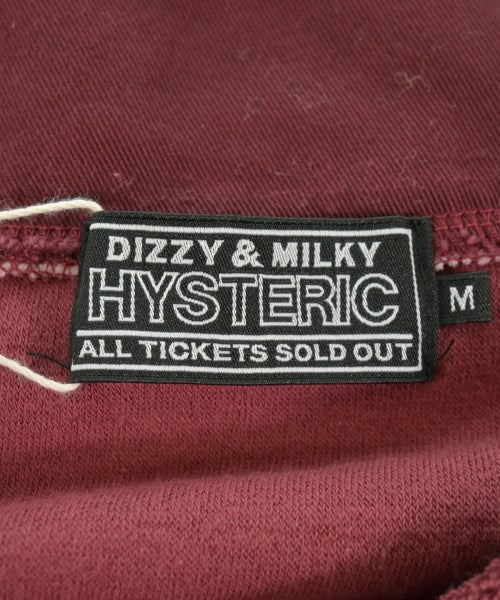 DIZZY & MILKY
HYSTERIC
ALL TICKETS SOLD OUT
M